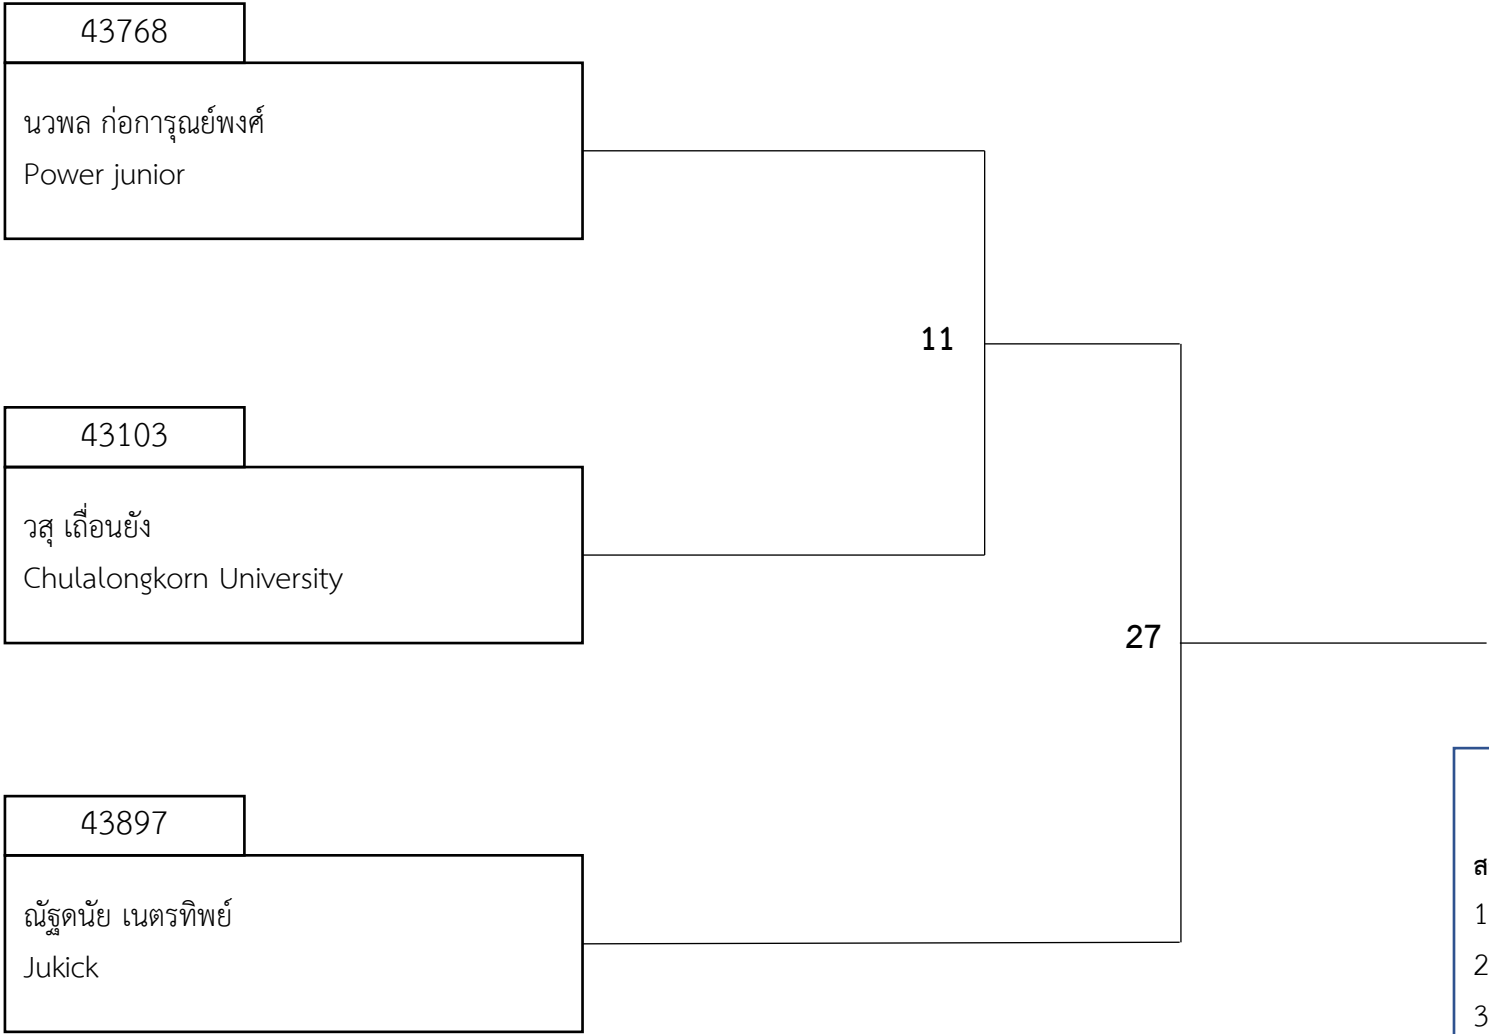 43768
นวพล ก่อการุณย์พงศ์
Power junior
11
43103
วสุ เถื่อนยัง
Chulalongkorn University
27
43897
ณัฐดนัย เนตรทิพย์
Jukick
ส
1
2
3